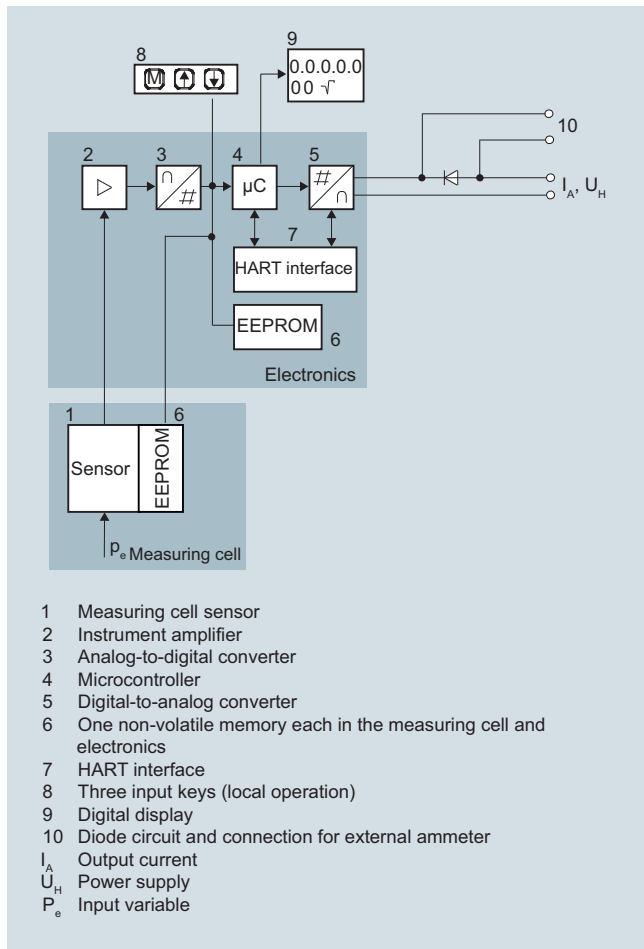 8
M
9
0.0.0.0.0
00 √
10
2
3
4
5
∩
#
µC
#
∩
I_A, U_H
7
HART interface
EEPROM
6
Electronics
1
6
Sensor
EEPROM
p_e Measuring cell
1 Measuring cell sensor
2 Instrument amplifier
3 Analog-to-digital converter
4 Microcontroller
5 Digital-to-analog converter
6 One non-volatile memory each in the measuring cell and
electronics
7 HART interface
8 Three input keys (local operation)
9 Digital display
10 Diode circuit and connection for external ammeter
I_A Output current
U_H Power supply
P_e Input variable